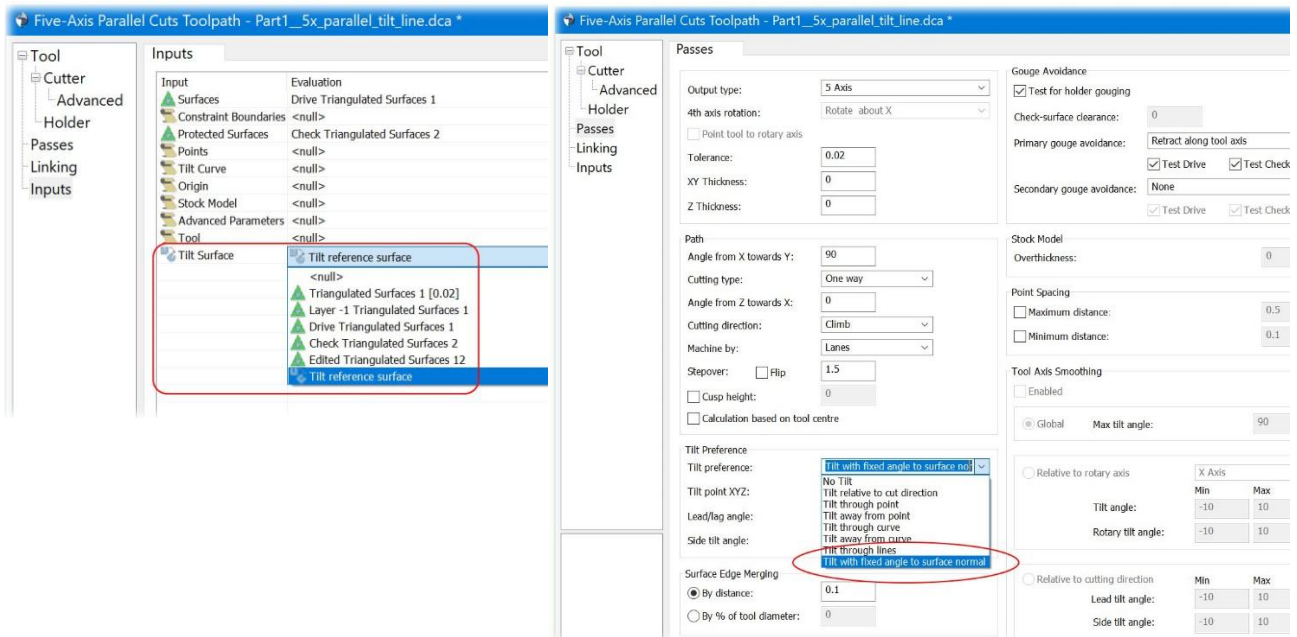 Five-Axis Parallel Cuts Toolpath - Part1__5x_parallel_tilt_line.dca *
Tool
Cutter
Advanced
Holder
Passes
Linking
Inputs
Inputs
Input Evaluation
Surfaces Drive Triangulated Surfaces 1
Constraint Boundaries <null>
Protected Surfaces Check Triangulated Surfaces 2
Points <null>
Tilt Curve <null>
Origin <null>
Stock Model <null>
Advanced Parameters <null>
Tool <null>
Tilt Surface Tilt reference surface
<null>
Triangulated Surfaces 1 [0.02]
Layer -1 Triangulated Surfaces 1
Drive Triangulated Surfaces 1
Check Triangulated Surfaces 2
Edited Triangulated Surfaces 12
Tilt reference surface
Five-Axis Parallel Cuts Toolpath - Part1__5x_parallel_tilt_line.dca *
Tool
Cutter
Advanced
Holder
Passes
Linking
Inputs
Passes
Output type: 5 Axis
4th axis rotation: Rotate about X
Point tool to rotary axis
Tolerance: 0.02
XY Thickness: 0
Z Thickness: 0
Path
Angle from X towards Y: 90
Cutting type: One way
Angle from Z towards X: 0
Cutting direction: Climb
Machine by: Lanes
Stepover: Flip 1.5
Cusp height: 0
Calculation based on tool centre
Tilt Preference
Tilt preference: Tilt with fixed angle to surface no
Tilt point XYZ:
Lead/lag angle:
Side tilt angle:
No Tilt
Tilt relative to cut direction
Tilt through point
Tilt away from point
Tilt through curve
Tilt away from curve
Tilt through lines
Tilt with fixed angle to surface normal
Surface Edge Merging
By distance: 0.1
By % of tool diameter: 0
Gouge Avoidance
Test for holder gouging
Check-surface clearance: 0
Primary gouge avoidance: Retract along tool axis
Test Drive Test Check
Secondary gouge avoidance: None
Test Drive Test Check
Stock Model
Overthickness: 0
Point Spacing
Maximum distance: 0.5
Minimum distance: 0.1
Tool Axis Smoothing
Enabled
Global Max tilt angle: 90
Relative to rotary axis X Axis
Min Max
Tilt angle: -10 10
Rotary tilt angle: -10 10
Relative to cutting direction Min Max
Lead tilt angle: -10 10
Side tilt angle: -10 10